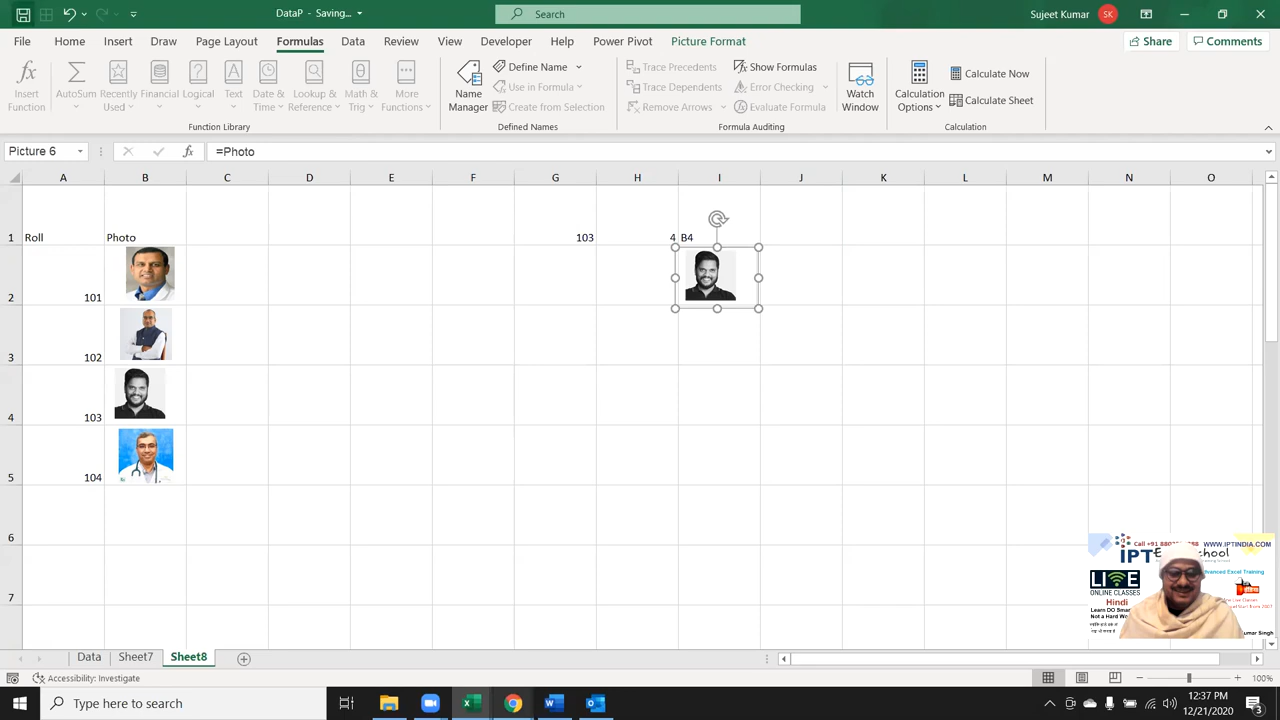 DataP - Saving...
Search
Sujeet Kumar
SK
File Home Insert Draw Page Layout Formulas Data Review View Developer Help Power Pivot Picture Format
Share
Comments
Insert Function
AutoSum
Recently Used
Financial
Logical
Text
Date & Time
Lookup & Reference
Math & Trig
More Functions
Function Library
Name Manager
Define Name
Use in Formula
Create from Selection
Defined Names
Trace Precedents
Trace Dependents
Remove Arrows
Show Formulas
Error Checking
Evaluate Formula
Formula Auditing
Watch Window
Calculation Options
Calculate Now
Calculate Sheet
Calculation
Picture 6
fx
=Photo
A B C D E F G H I J K L M N O
1 Roll Photo 103 4 B4
2 101
3 102
4 103
5 104
6
7
WWW.IPTINDIA.COM
IPT
LIVE
ONLINE CLASSES
Hindi
Data Sheet7 Sheet8
Accessibility: Investigate
100%
Type here to search
12:37 PM
12/21/2020
3